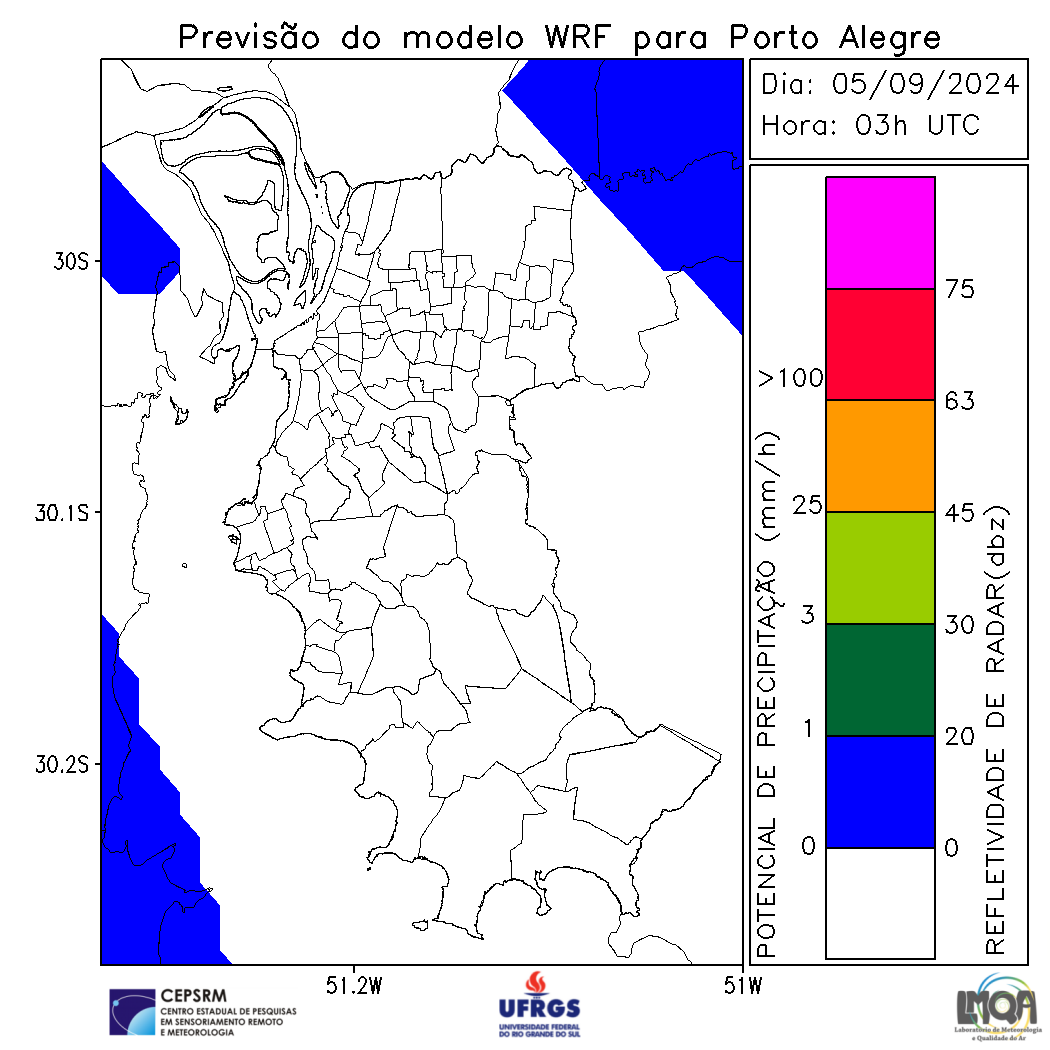 Previsão do modelo WRF para Porto Alegre
Dia: 05/09/2024
Hora: 03h UTC
30S
30.1S
30.2S
51.2W
51W
POTENCIAL DE PRECIPITAÇÃO (mm/h)
>100
25
3
1
0
75
63
45
30
20
0
REFLETIVIDADE DE RADAR(dbz)
CEPSRM
CENTRO ESTADUAL DE PESQUISAS
EM SENSORIAMENTO REMOTO
E METEOROLOGIA
UFRGS
UNIVERSIDADE FEDERAL
DO RIO GRANDE DO SUL
LMQA
Laboratório de Meteorologia
e Qualidade do Ar